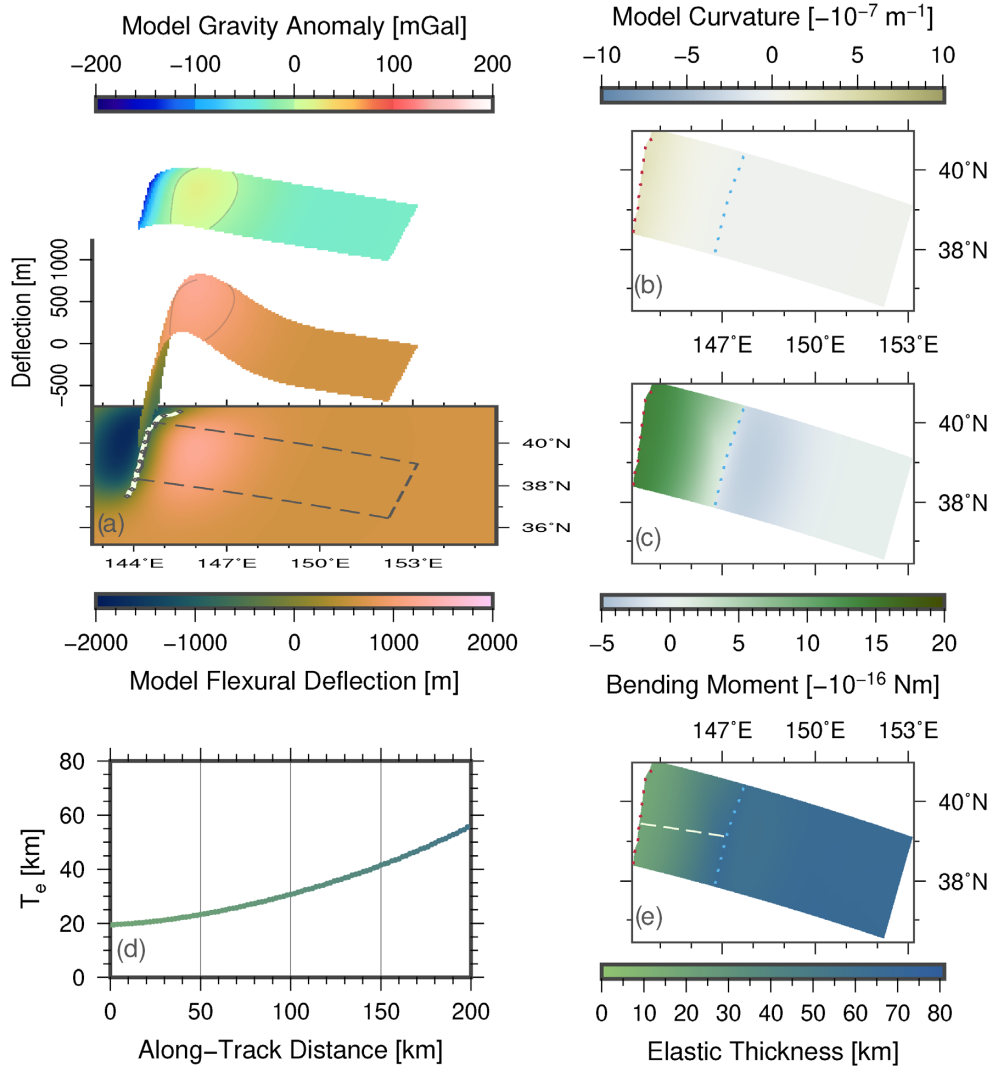 Model Gravity Anomaly [mGal]
−200 −100 0 100 200
Deflection [m]
1000
500
0
−500
40˚N
38˚N
36˚N
(a)
144˚E 147˚E 150˚E 153˚E
−2000 −1000 0 1000 2000
Model Flexural Deflection [m]
Model Curvature [−10⁻⁷ m⁻¹]
−10 −5 0 5 10
40˚N
38˚N
(b)
147˚E 150˚E 153˚E
40˚N
38˚N
(c)
−5 0 5 10 15 20
Bending Moment [−10⁻¹⁶ Nm]
80
60
40
20
0
Tₑ [km]
(d)
0 50 100 150 200
Along−Track Distance [km]
147˚E 150˚E 153˚E
40˚N
38˚N
(e)
0 10 20 30 40 50 60 70 80
Elastic Thickness [km]